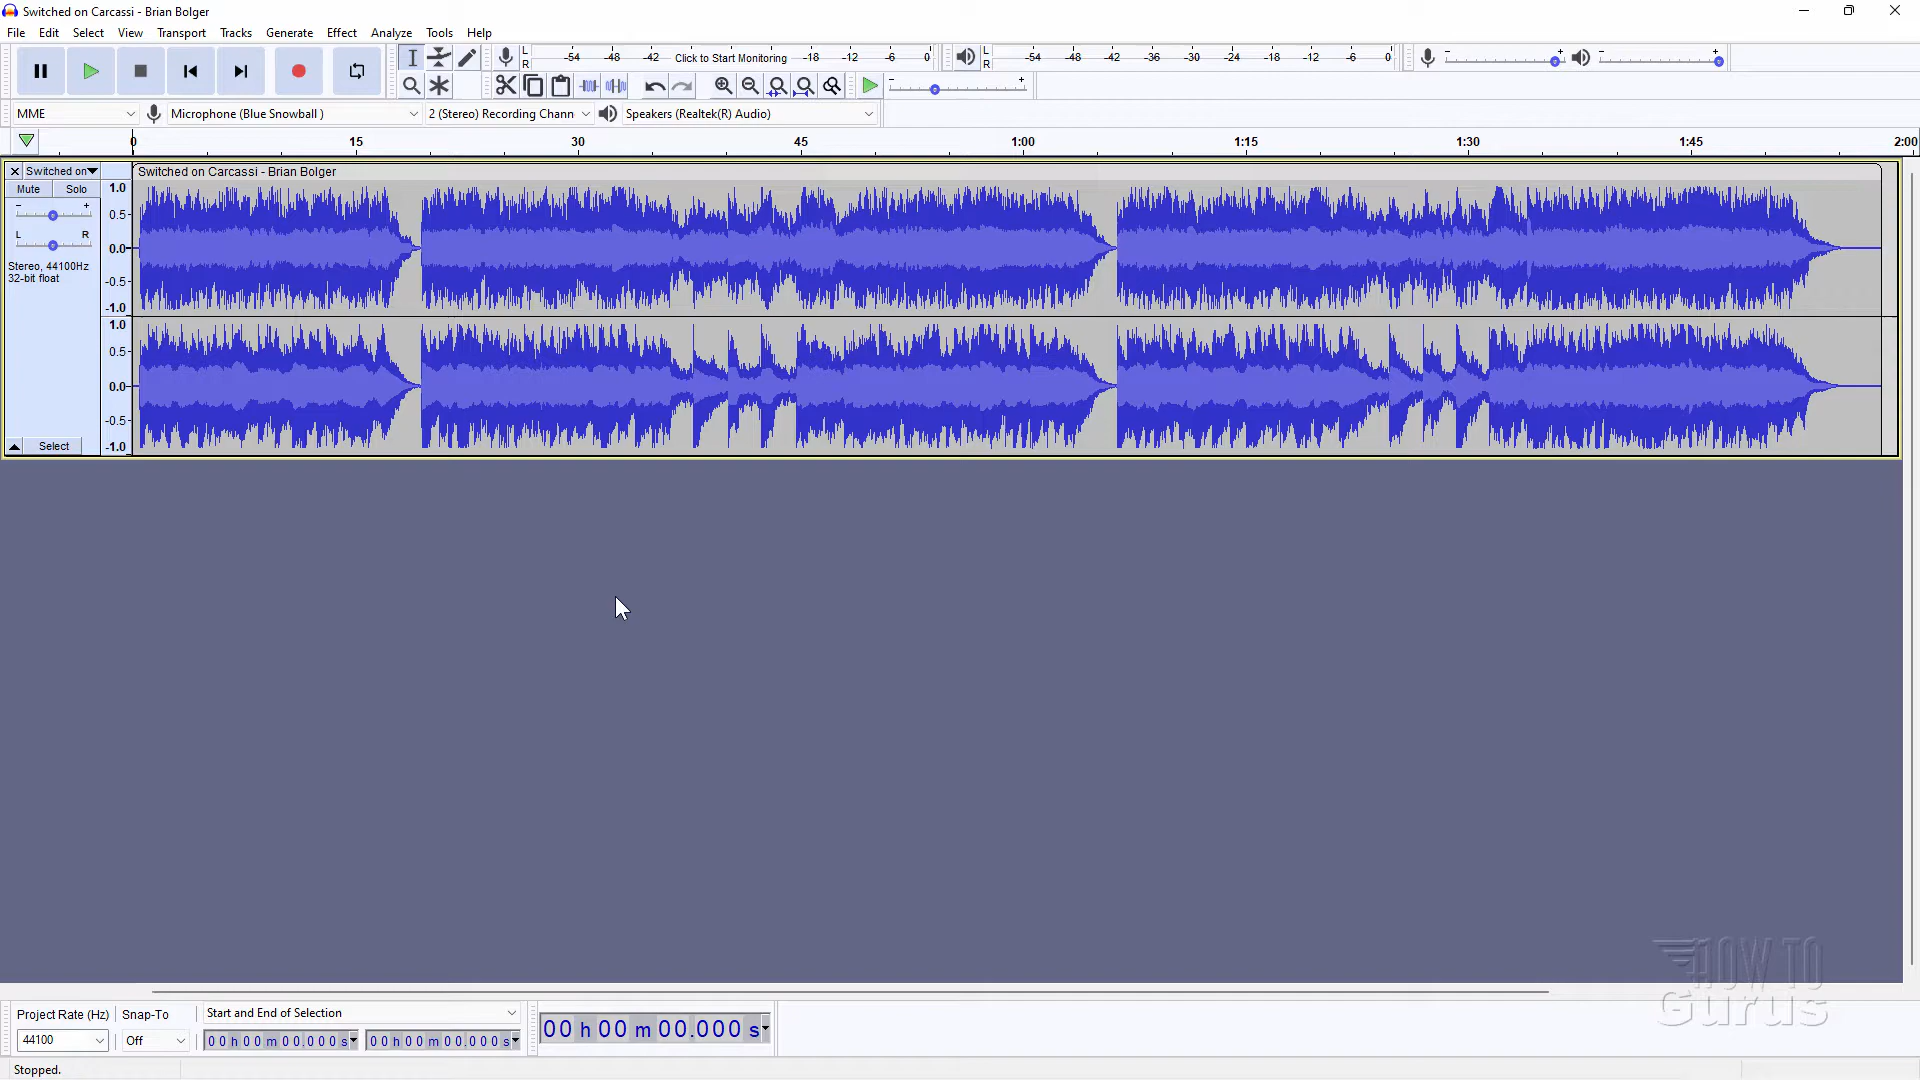 Switched on Carcassi - Brian Bolger
File Edit Select View Transport Tracks Generate Effect Analyze Tools Help
L R -54 -48 -42 Click to Start Monitoring -18 -12 -6 0 L R -54 -48 -42 -36 -30 -24 -18 -12 -6 0 - + - +
- +
MME Microphone (Blue Snowball ) 2 (Stereo) Recording Chann Speakers (Realtek(R) Audio)
0 15 30 45 1:00 1:15 1:30 1:45 2:00
Switched on Switched on Carcassi - Brian Bolger
Mute Solo 1.0
- + 0.5
L R 0.0
Stereo, 44100Hz -0.5
32-bit float
-1.0
1.0
0.5
0.0
-0.5
Select -1.0
HOW TO
Gurus
Project Rate (Hz) Snap-To Start and End of Selection
44100 Off 00 h 00 m 00.000 s 00 h 00 m 00.000 s 00 h 00 m 00.000 s
Stopped.